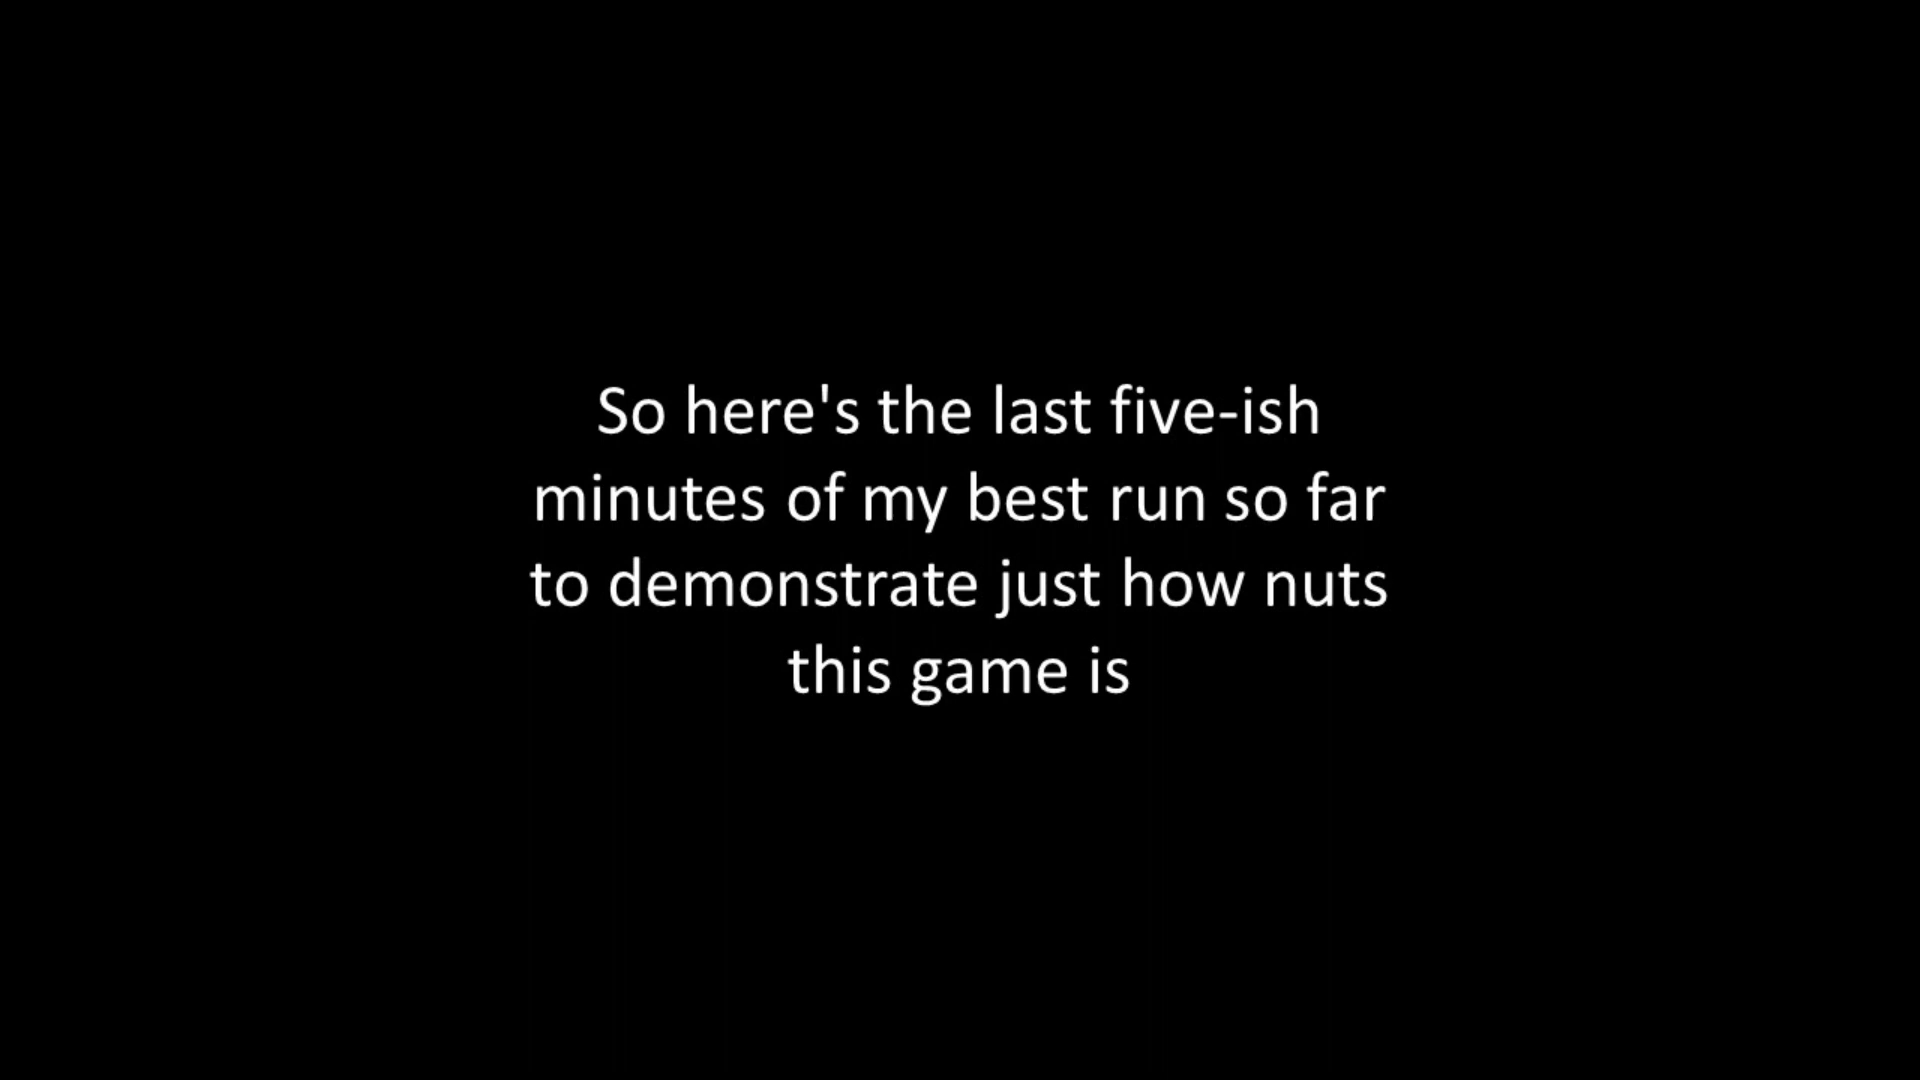 So here's the last five-ish
minutes of my best run so far
to demonstrate just how nuts
this game is